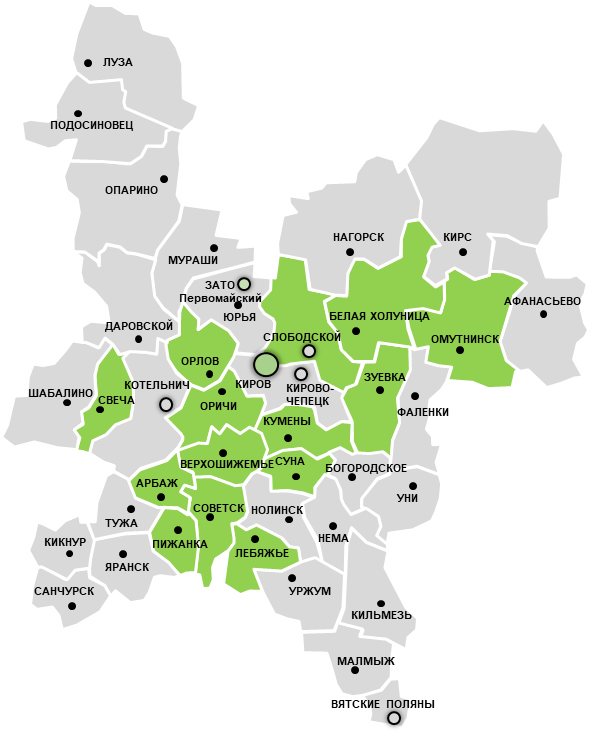 ЛУЗА
ПОДОСИНОВЕЦ
ОПАРИНО
НАГОРСК
КИРС
МУРАШИ
ЗАТО
Первомайский
АФАНАСЬЕВО
ЮРЬЯ
БЕЛАЯ ХОЛУНИЦА
ДАРОВСКОЙ
СЛОБОДСКОЙ
ОМУТНИНСК
ОРЛОВ
ЗУЕВКА
КОТЕЛЬНИЧ
КИРОВ
КИРОВО-
ЧЕПЕЦК
ШАБАЛИНО
СВЕЧА
ОРИЧИ
ФАЛЕНКИ
КУМЕНЫ
ВЕРХОШИЖЕМЬЕ
СУНА
БОГОРОДСКОЕ
АРБАЖ
УНИ
СОВЕТСК
НОЛИНСК
ТУЖА
КИКНУР
ПИЖАНКА
НЕМА
ЛЕБЯЖЬЕ
ЯРАНСК
САНЧУРСК
УРЖУМ
КИЛЬМЕЗЬ
МАЛМЫЖ
ВЯТСКИЕ ПОЛЯНЫ